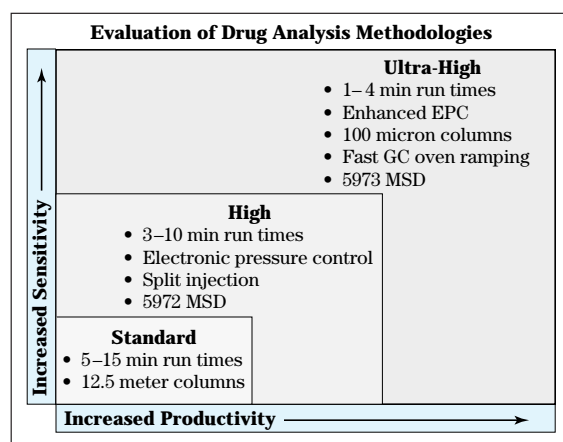 Evaluation of Drug Analysis Methodologies
Ultra-High
• 1–4 min run times
• Enhanced EPC
• 100 micron columns
• Fast GC oven ramping
• 5973 MSD
High
• 3–10 min run times
• Electronic pressure control
• Split injection
• 5972 MSD
Standard
• 5–15 min run times
• 12.5 meter columns
Increased Sensitivity
Increased Productivity